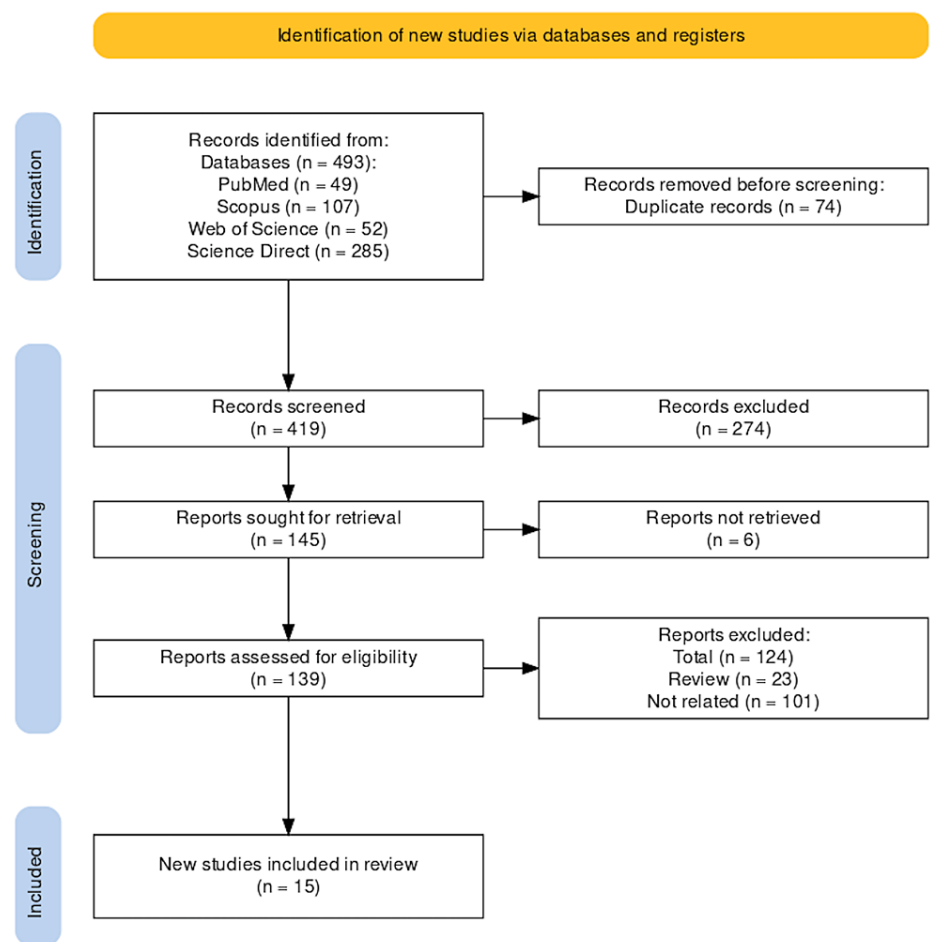 Identification of new studies via databases and registers
Identification
Records identified from:
Databases (n = 493):
PubMed (n = 49)
Scopus (n = 107)
Web of Science (n = 52)
Science Direct (n = 285)
Records removed before screening:
Duplicate records (n = 74)
Screening
Records screened
(n = 419)
Records excluded
(n = 274)
Reports sought for retrieval
(n = 145)
Reports not retrieved
(n = 6)
Reports assessed for eligibility
(n = 139)
Reports excluded:
Total (n = 124)
Review (n = 23)
Not related (n = 101)
Included
New studies included in review
(n = 15)